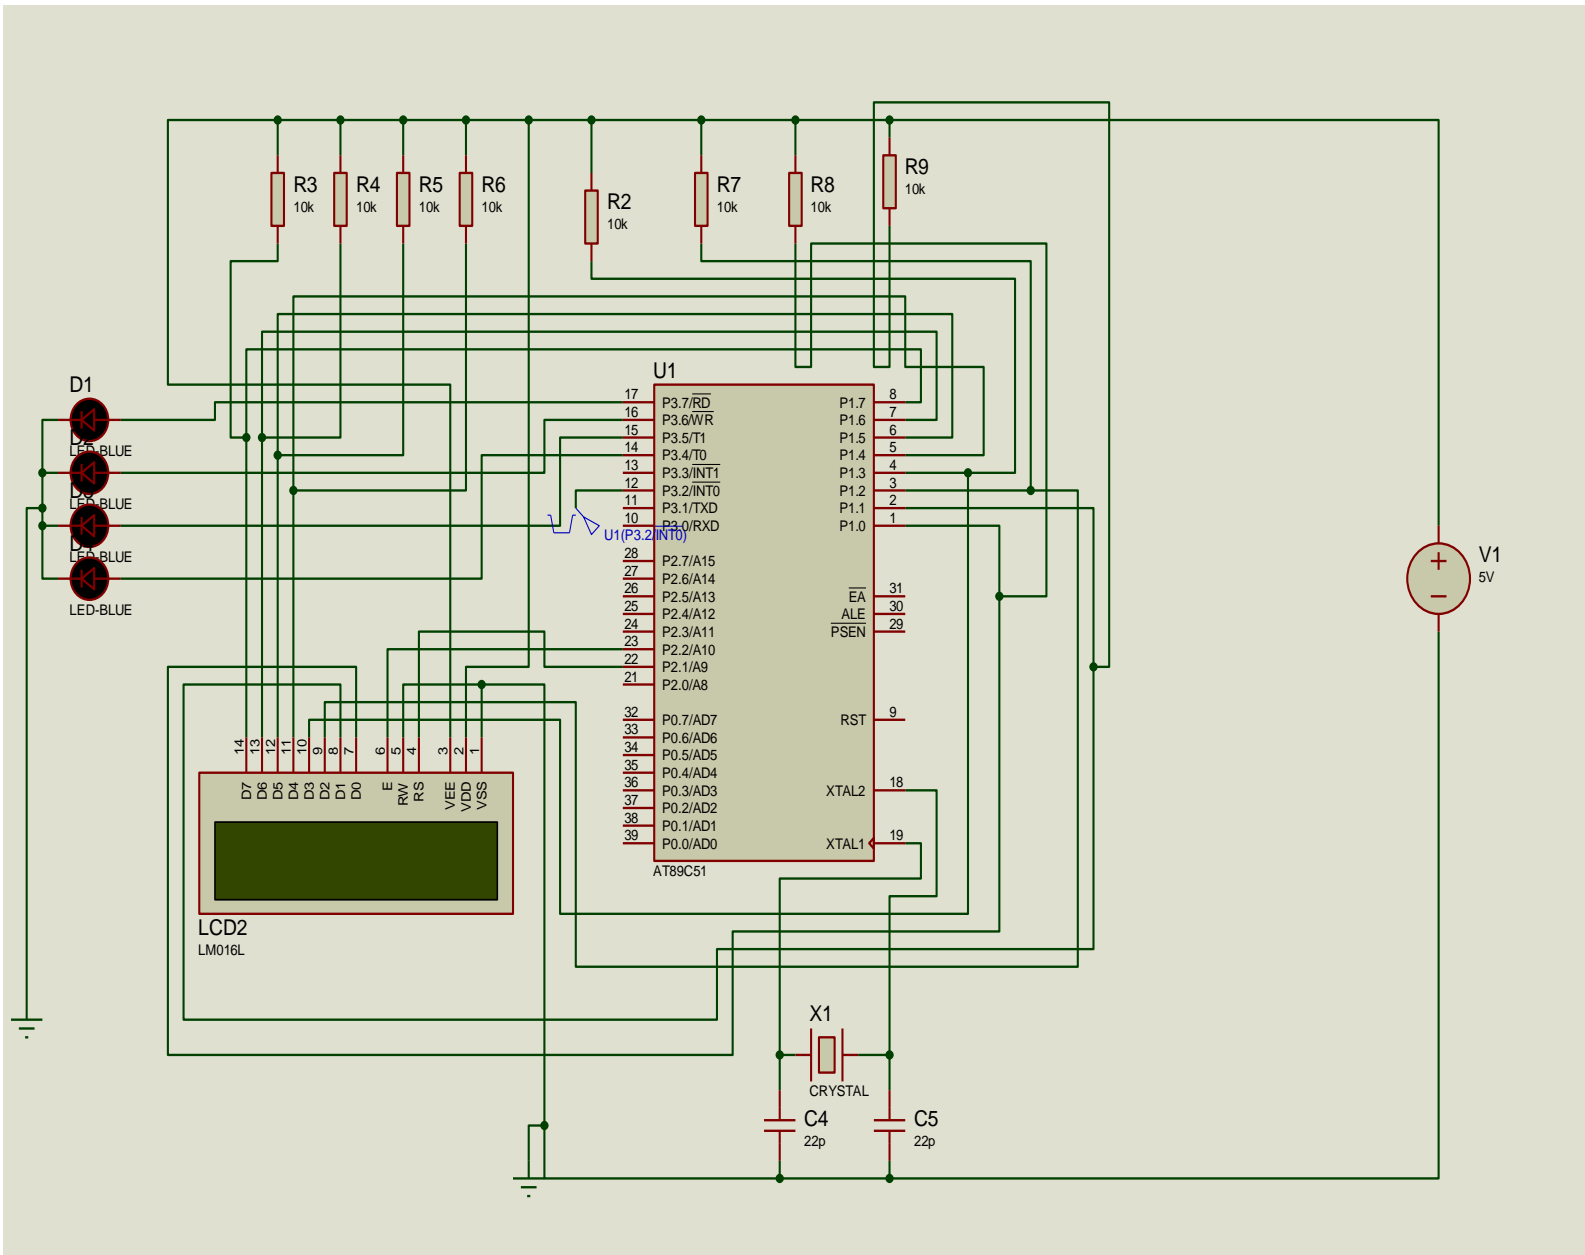 R3
10k
R4
10k
R5
10k
R6
10k
R2
10k
R7
10k
R8
10k
R9
10k
D1
LED-BLUE
LED-BLUE
LED-BLUE
LED-BLUE
U1
17 P3.7/RD P1.7 8
16 P3.6/WR P1.6 7
15 P3.5/T1 P1.5 6
14 P3.4/T0 P1.4 5
13 P3.3/INT1 P1.3 4
12 P3.2/INT0 P1.2 3
11 P3.1/TXD P1.1 2
10 P3.0/RXD P1.0 1
U1(P3.2/INT0)
28 P2.7/A15
27 P2.6/A14
26 P2.5/A13 EA 31
25 P2.4/A12 ALE 30
24 P2.3/A11 PSEN 29
23 P2.2/A10
22 P2.1/A9
21 P2.0/A8
32 P0.7/AD7 RST 9
33 P0.6/AD6
34 P0.5/AD5
35 P0.4/AD4
36 P0.3/AD3 XTAL2 18
37 P0.2/AD2
38 P0.1/AD1
39 P0.0/AD0 XTAL1 19
AT89C51
V1
5V
14 13 12 11 10 9 8 7 6 5 4 3 2 1
D7 D6 D5 D4 D3 D2 D1 D0 E RW RS VEE VDD VSS
LCD2
LM016L
X1
CRYSTAL
C4
22p
C5
22p